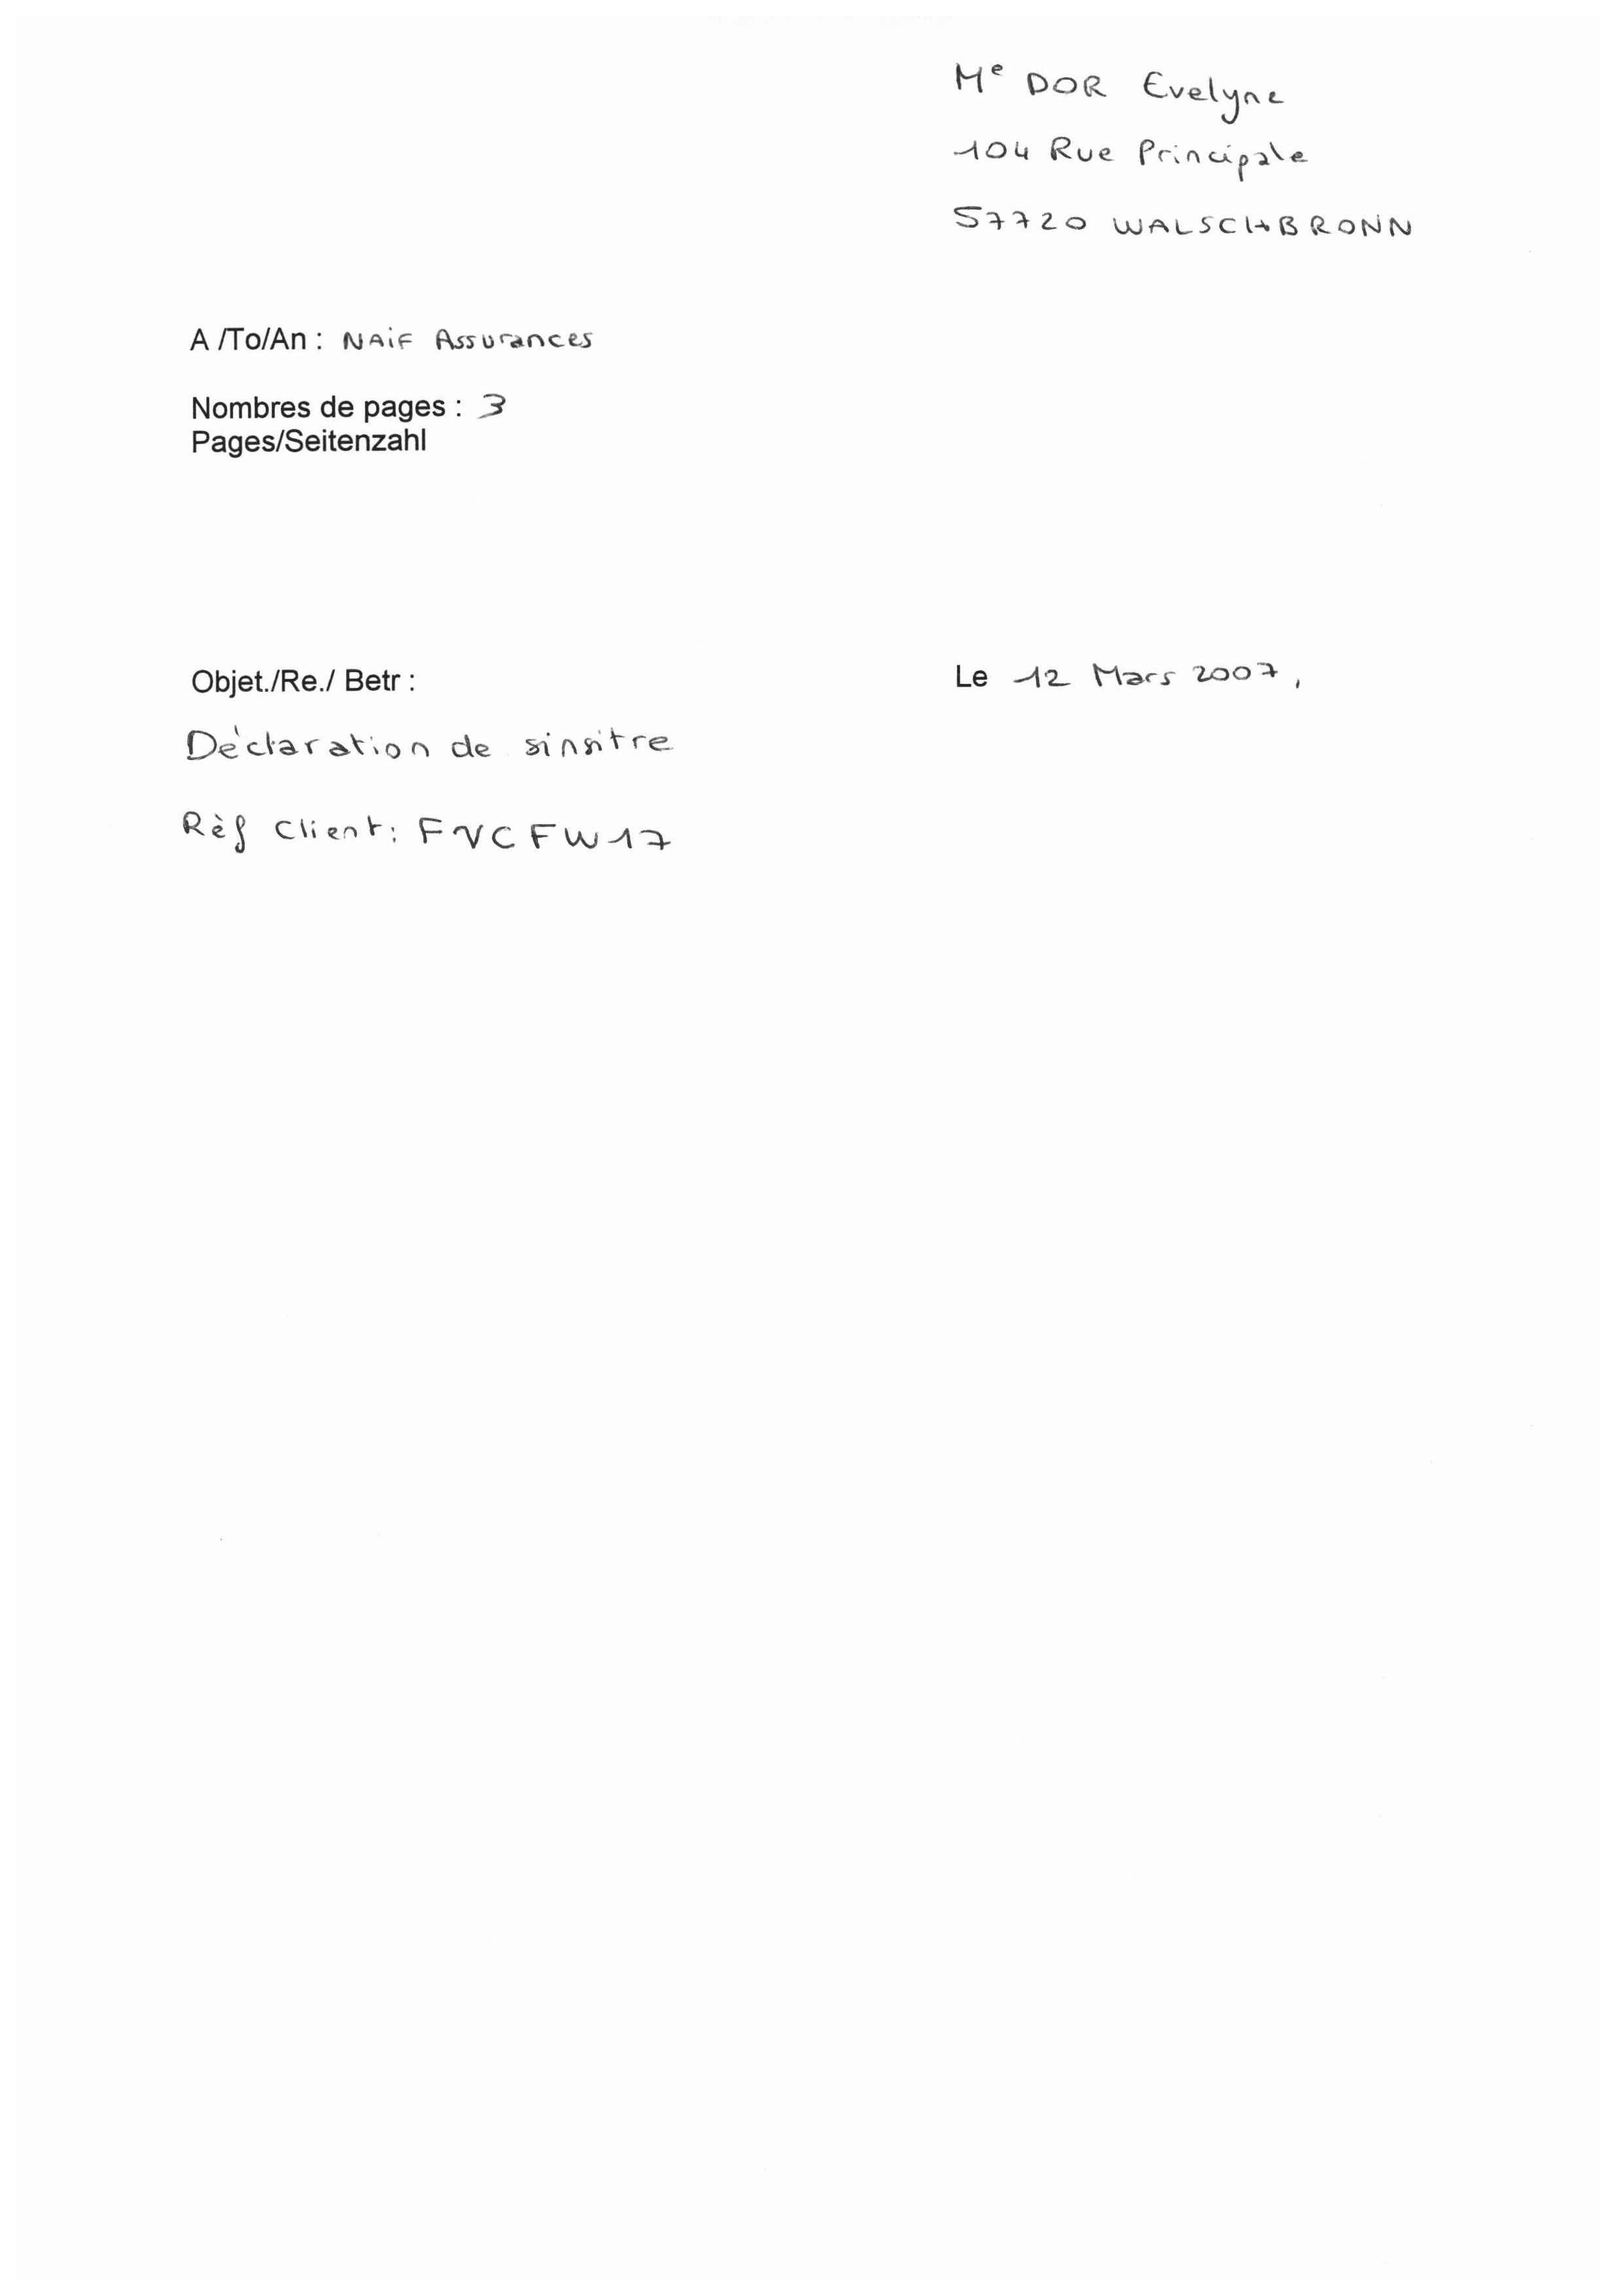 Me DOR Evelyne
104 Rue Principale
57720 WALSCHBRONN
A /To/An : NAiF Assurances
Nombres de pages : 3
Pages/Seitenzahl
Objet./Re./ Betr :
Le 12 Mars 2007,
Déclaration de sinsitre
Rèf Client: FVCFW17